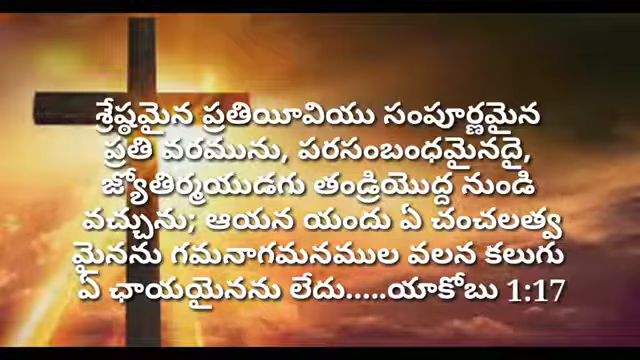 శ్రేష్ఠమైన ప్రతియీవియు సంపూర్ణమైన
ప్రతి వరమును, పరసంబంధమైనదై,
జ్యోతిర్మయుడగు తండ్రియొద్ద నుండి
వచ్చును; ఆయన యందు ఏ చంచలత్వ
మైనను గమనాగమనముల వలన కలుగు
ఏ ఛాయయైనను లేదు.....యాకోబు 1:17